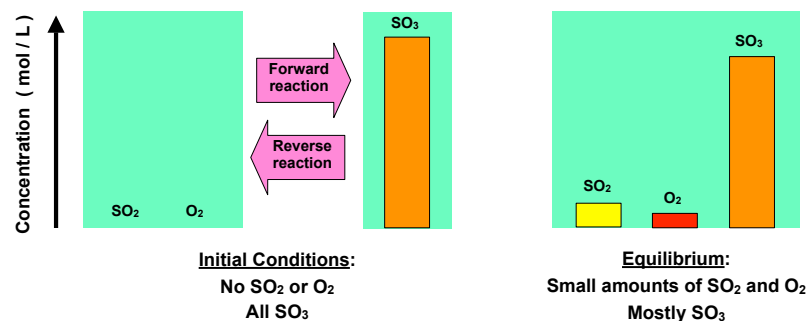 Concentration ( mol / L )
SO₂
O₂
Forward
reaction
Reverse
reaction
SO₃
Initial Conditions:
No SO₂ or O₂
All SO₃
SO₂
O₂
SO₃
Equilibrium:
Small amounts of SO₂ and O₂
Mostly SO₃